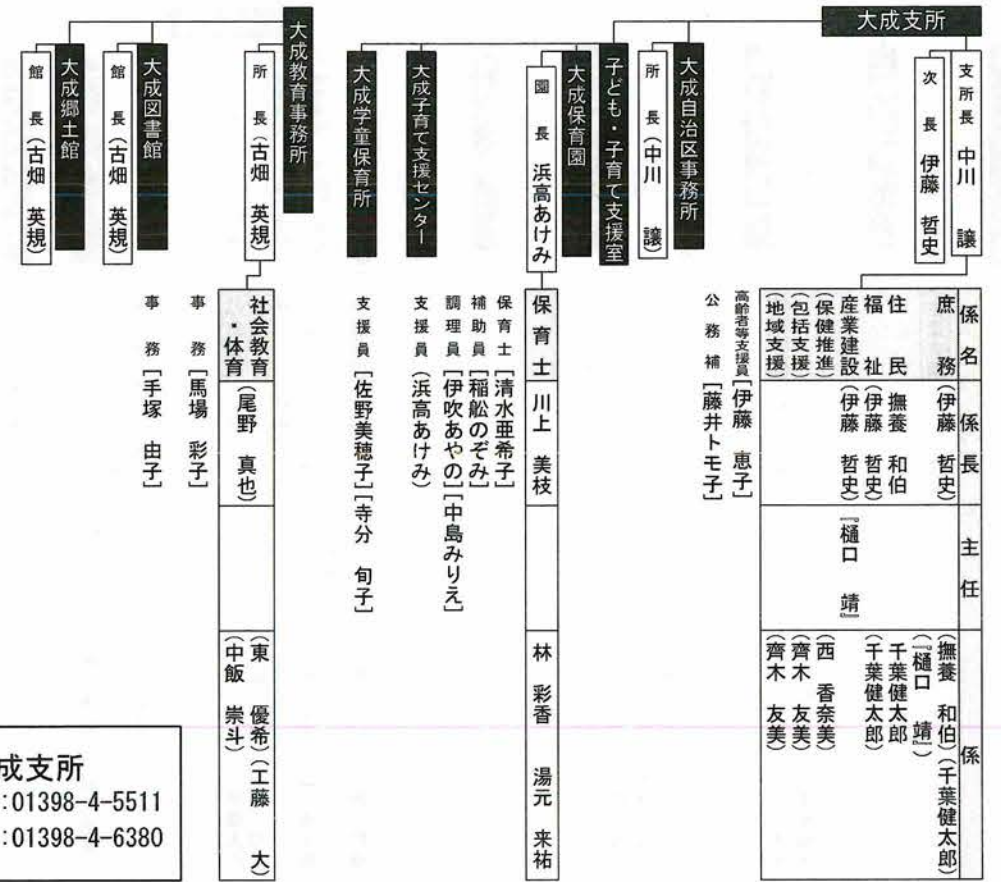 大成支所
支所長 中川 譲
次長 伊藤 哲史
係名 係長 主任 係
庶務 (伊藤 哲史) (撫養 和伯)(千葉健太郎)
(『樋口 靖』)
住民 撫養 和伯 千葉健太郎
福祉 (伊藤 哲史) (千葉健太郎)
産業建設 (伊藤 哲史) 『樋口 靖』
(保健推進) (西 香奈美)
(包括支援) (齊木 友美)
(地域支援) (齊木 友美)
高齢者等支援員 [伊藤 恵子]
公務補 [藤井トモ子]
大成自治区事務所
所長 (中川 譲)
子ども・子育て支援室
大成保育園
園長 浜高あけみ
保育士 川上 美枝 林 彩香 湯元 来祐
保育士 [清水亜希子]
補助員 [稲船のぞみ]
調理員 [伊吹あやの][中島みりえ]
大成子育て支援センター
支援員 (浜高あけみ)
大成学童保育所
支援員 [佐野美穂子][寺分 旬子]
大成教育事務所
所長 (古畑 英規)
社会教育・体育 (尾野 真也) (東 優希)(工藤 大)
(中飯 崇斗)
大成図書館
館長 (古畑 英規)
事務 [馬場 彩子]
大成郷土館
館長 (古畑 英規)
事務 [手塚 由子]
成支所
:01398-4-5511
:01398-4-6380